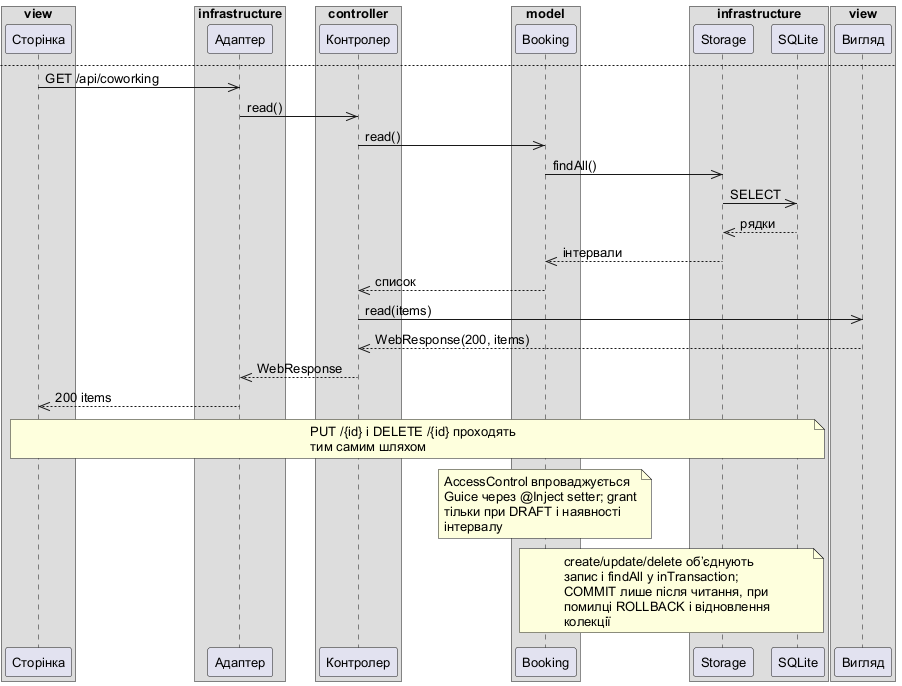 view
infrastructure
controller
model
infrastructure
view
Сторінка
Адаптер
Контролер
Booking
Storage
SQLite
Вигляд
GET /api/coworking
read()
read()
findAll()
SELECT
рядки
інтервали
список
read(items)
WebResponse(200, items)
WebResponse
200 items
PUT /{id} і DELETE /{id} проходять
тим самим шляхом
AccessControl впроваджується
Guice через @Inject setter; grant
тільки при DRAFT і наявності
інтервалу
create/update/delete об'єднують
запис і findAll у inTransaction;
COMMIT лише після читання, при
помилці ROLLBACK і відновлення
колекції
Сторінка
Адаптер
Контролер
Booking
Storage
SQLite
Вигляд